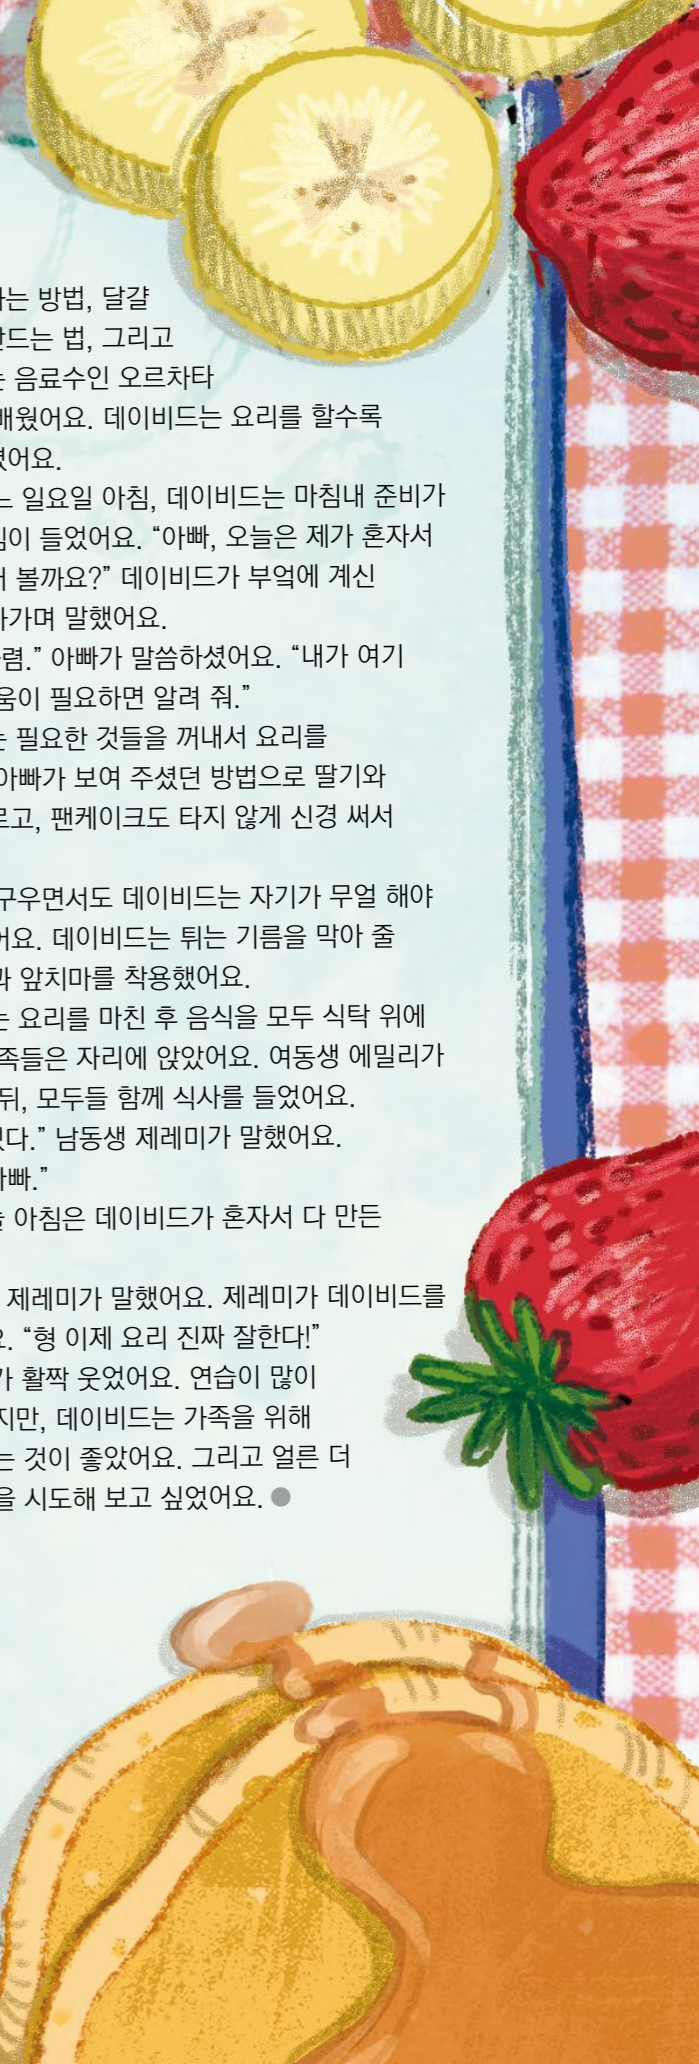 는 방법, 달걀
드는 법, 그리고
음료수인 오르차타
배웠어요. 데이비드는 요리를 할수록
어요.
일요일 아침, 데이비드는 마침내 준비가
이 들었어요. “아빠, 오늘은 제가 혼자서
볼까요?” 데이비드가 부엌에 계신
가며 말했어요.
렴.” 아빠가 말씀하셨어요. “내가 여기
움이 필요하면 알려 줘.”
필요한 것들을 꺼내서 요리를
아빠가 보여 주셨던 방법으로 딸기와
르고, 팬케이크도 타지 않게 신경 써서
구우면서도 데이비드는 자기가 무얼 해야
어요. 데이비드는 튀는 기름을 막아 줄
앞치마를 착용했어요.
요리를 마친 후 음식을 모두 식탁 위에
족들은 자리에 앉았어요. 여동생 에밀리가
뒤, 모두들 함께 식사를 들었어요.
다.” 남동생 제레미가 말했어요.
빠.”
아침은 데이비드가 혼자서 다 만든
제레미가 말했어요. 제레미가 데이비드를
“형 이제 요리 진짜 잘한다!”
활짝 웃었어요. 연습이 많이
지만, 데이비드는 가족을 위해
는 것이 좋았어요. 그리고 얼른 더
을 시도해 보고 싶었어요.